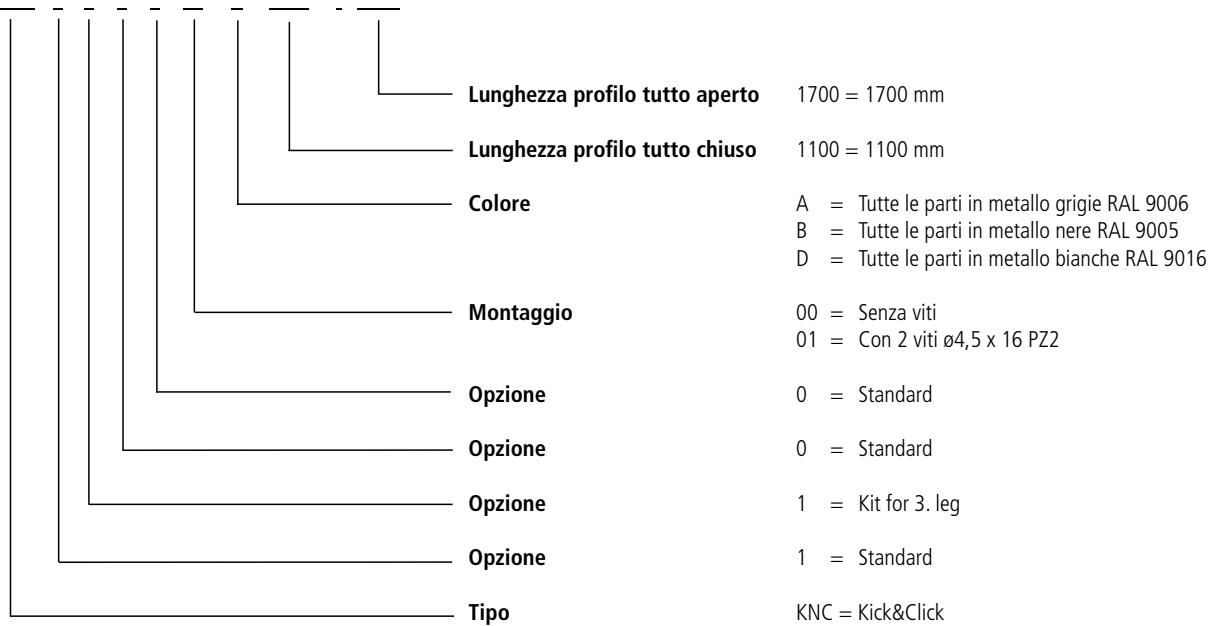 Lunghezza profilo tutto aperto 1700 = 1700 mm
Lunghezza profilo tutto chiuso 1100 = 1100 mm
Colore A = Tutte le parti in metallo grigie RAL 9006
B = Tutte le parti in metallo nere RAL 9005
D = Tutte le parti in metallo bianche RAL 9016
Montaggio 00 = Senza viti
01 = Con 2 viti ø4,5 x 16 PZ2
Opzione 0 = Standard
Opzione 0 = Standard
Opzione 1 = Kit for 3. leg
Opzione 1 = Standard
Tipo KNC = Kick&Click